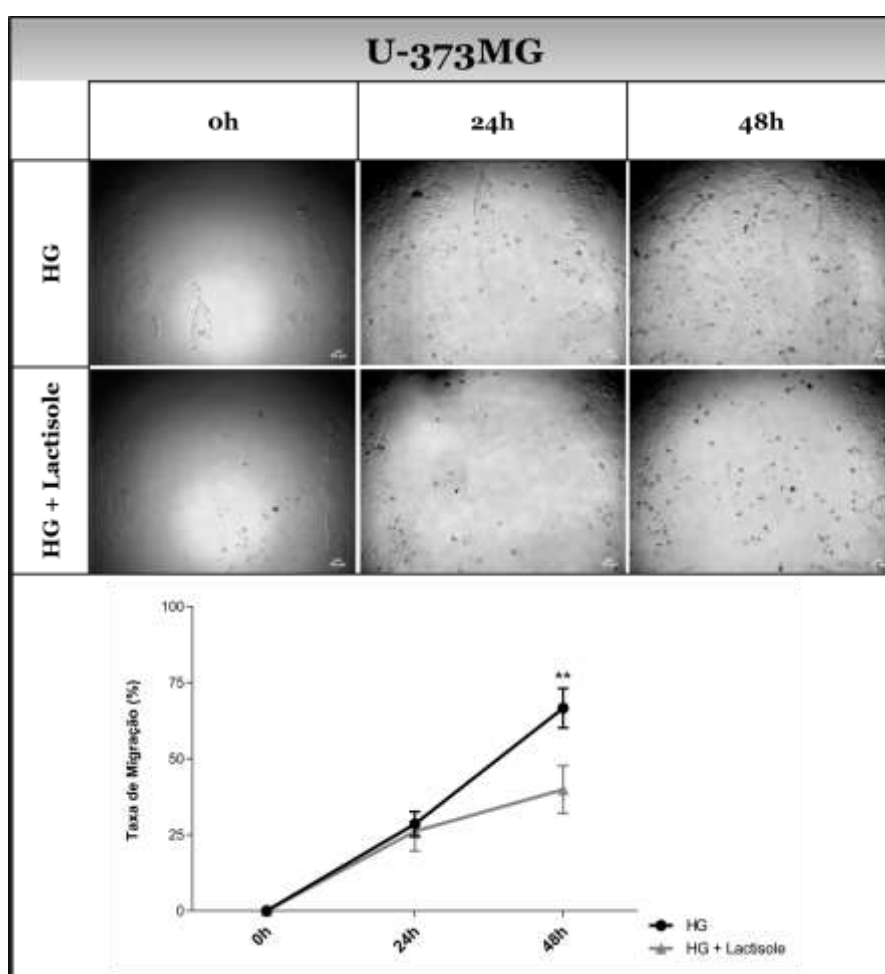 U-373MG
0h 24h 48h
HG
HG + Lactisole
100
75
50
25
0
Taxa de Migração (%)
**
0h 24h 48h
HG
HG + Lactisole